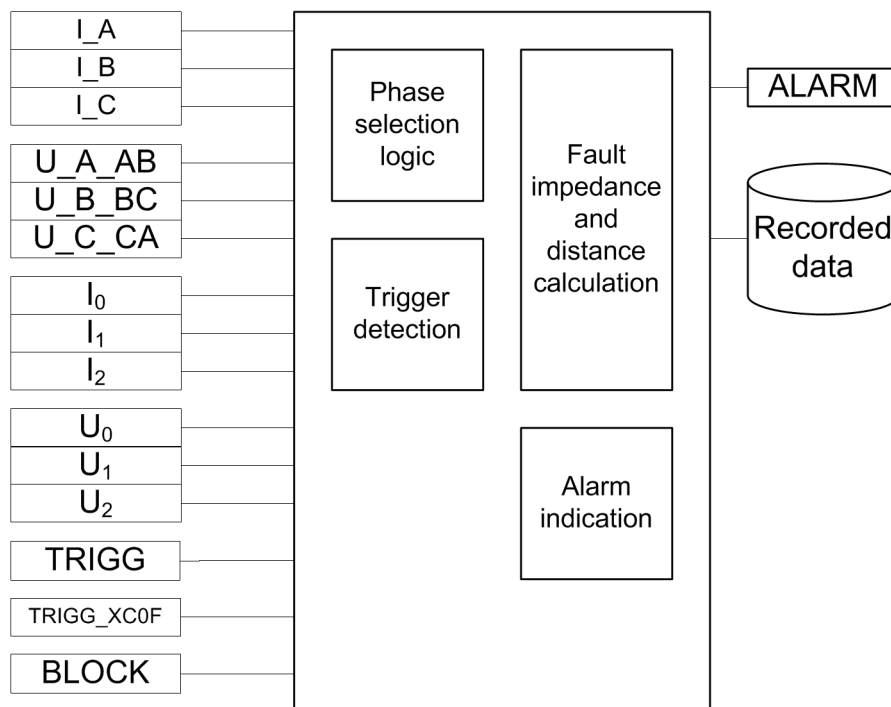 I_A
I_B
I_C
U_A_AB
U_B_BC
U_C_CA
I₀
I₁
I₂
U₀
U₁
U₂
TRIGG
TRIGG_XC0F
BLOCK
Phase
selection
logic
Trigger
detection
Fault
impedance
and
distance
calculation
Alarm
indication
ALARM
Recorded
data